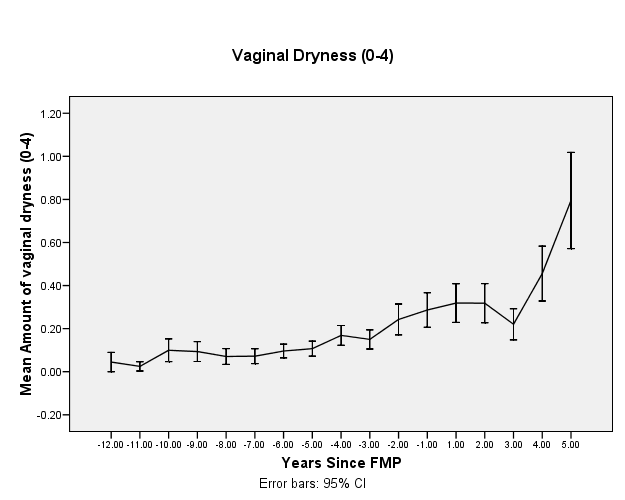 Vaginal Dryness (0-4)
Mean Amount of vaginal dryness (0-4)
1.20
1.00
0.80
0.60
0.40
0.20
0.00
-0.20
-12.00 -11.00 -10.00 -9.00 -8.00 -7.00 -6.00 -5.00 -4.00 -3.00 -2.00 -1.00 1.00 2.00 3.00 4.00 5.00
Years Since FMP
Error bars: 95% CI